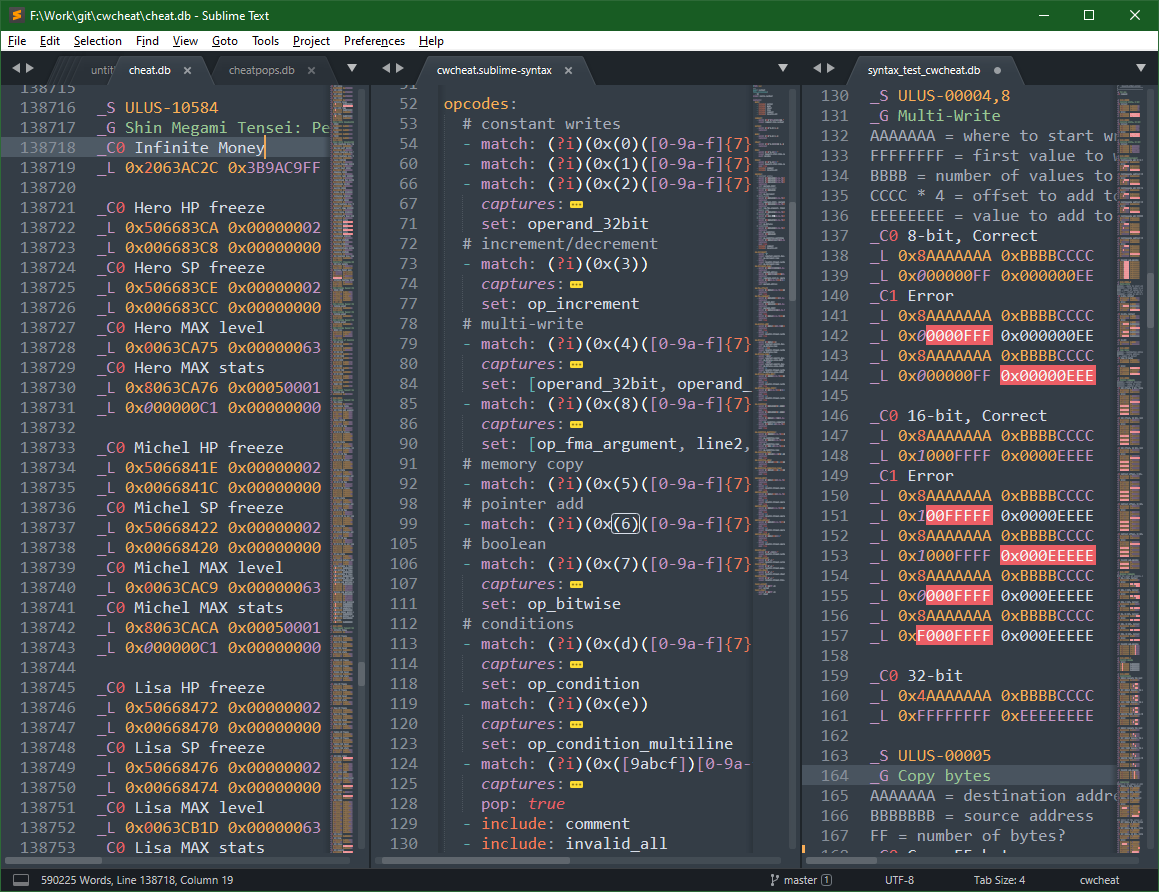 F:\Work\git\cwcheat\cheat.db - Sublime Text
File Edit Selection Find View Goto Tools Project Preferences Help
cheat.db
cheatpops.db
138715
138716 _S ULUS-10584
138717 _G Shin Megami Tensei: Pe
138718 _C0 Infinite Money
138719 _L 0x2063AC2C 0x3B9AC9FF
138720
138721 _C0 Hero HP freeze
138722 _L 0x506683CA 0x00000002
138723 _L 0x006683C8 0x00000000
138724 _C0 Hero SP freeze
138725 _L 0x506683CE 0x00000002
138726 _L 0x006683CC 0x00000000
138727 _C0 Hero MAX level
138728 _L 0x0063CA75 0x00000063
138729 _C0 Hero MAX stats
138730 _L 0x8063CA76 0x00050001
138731 _L 0x000000C1 0x00000000
138732
138733 _C0 Michel HP freeze
138734 _L 0x5066841E 0x00000002
138735 _L 0x0066841C 0x00000000
138736 _C0 Michel SP freeze
138737 _L 0x50668422 0x00000002
138738 _L 0x00668420 0x00000000
138739 _C0 Michel MAX level
138740 _L 0x0063CAC9 0x00000063
138741 _C0 Michel MAX stats
138742 _L 0x8063CACA 0x00050001
138743 _L 0x000000C1 0x00000000
138744
138745 _C0 Lisa HP freeze
138746 _L 0x50668472 0x00000002
138747 _L 0x00668470 0x00000000
138748 _C0 Lisa SP freeze
138749 _L 0x50668476 0x00000002
138750 _L 0x00668474 0x00000000
138751 _C0 Lisa MAX level
138752 _L 0x0063CB1D 0x00000063
138753 _C0 Lisa MAX stats
cwcheat.sublime-syntax
51
52 opcodes:
53 # constant writes
54 - match: (?i)(0x(0)([0-9a-f]{7}
60 - match: (?i)(0x(1)([0-9a-f]{7}
66 - match: (?i)(0x(2)([0-9a-f]{7}
67 captures:
71 set: operand_32bit
72 # increment/decrement
73 - match: (?i)(0x(3))
74 captures:
77 set: op_increment
78 # multi-write
79 - match: (?i)(0x(4)([0-9a-f]{7}
80 captures:
84 set: [operand_32bit, operand_
85 - match: (?i)(0x(8)([0-9a-f]{7}
86 captures:
90 set: [op_fma_argument, line2,
91 # memory copy
92 - match: (?i)(0x(5)([0-9a-f]{7}
98 # pointer add
99 - match: (?i)(0x(6)([0-9a-f]{7}
105 # boolean
106 - match: (?i)(0x(7)([0-9a-f]{7}
107 captures:
111 set: op_bitwise
112 # conditions
113 - match: (?i)(0x(d)([0-9a-f]{7}
114 captures:
118 set: op_condition
119 - match: (?i)(0x(e))
120 captures:
123 set: op_condition_multiline
124 - match: (?i)(0x([9abcf])[0-9a-
125 captures:
128 pop: true
129 - include: comment
130 - include: invalid_all
syntax_test_cwcheat.db
130 _S ULUS-00004,8
131 _G Multi-Write
132 AAAAAAA = where to start wr
133 FFFFFFFF = first value to w
134 BBBB = number of values to
135 CCCC * 4 = offset to add to
136 EEEEEEEE = value to add to
137 _C0 8-bit, Correct
138 _L 0x8AAAAAAA 0xBBBBCCCC
139 _L 0x000000FF 0x000000EE
140 _C1 Error
141 _L 0x8AAAAAAA 0xBBBBCCCC
142 _L 0x00000FFF 0x000000EE
143 _L 0x8AAAAAAA 0xBBBBCCCC
144 _L 0x000000FF 0x00000EEE
145
146 _C0 16-bit, Correct
147 _L 0x8AAAAAAA 0xBBBBCCCC
148 _L 0x1000FFFF 0x0000EEEE
149 _C1 Error
150 _L 0x8AAAAAAA 0xBBBBCCCC
151 _L 0x100FFFFF 0x0000EEEE
152 _L 0x8AAAAAAA 0xBBBBCCCC
153 _L 0x1000FFFF 0x000EEEEE
154 _L 0x8AAAAAAA 0xBBBBCCCC
155 _L 0x0000FFFF 0x000EEEEE
156 _L 0x8AAAAAAA 0xBBBBCCCC
157 _L 0xF000FFFF 0x000EEEEE
158
159 _C0 32-bit
160 _L 0x4AAAAAAA 0xBBBBCCCC
161 _L 0xFFFFFFFF 0xEEEEEEEE
162
163 _S ULUS-00005
164 _G Copy bytes
165 AAAAAAA = destination addre
166 BBBBBBB = source address
167 FF = number of bytes?
590225 Words, Line 138718, Column 19
master 1 UTF-8 Tab Size: 4 cwcheat